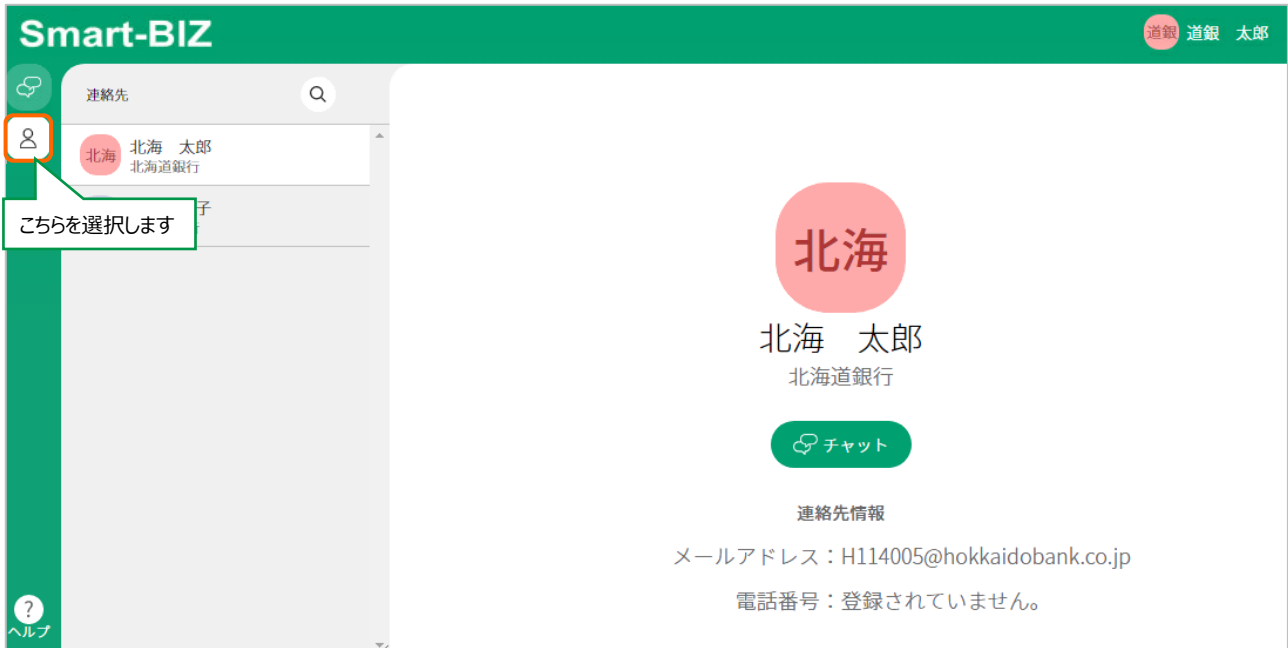 Smart-BIZ
道銀 道銀　太郎
連絡先
北海 北海　太郎
北海道銀行
子
こちらを選択します
北海
北海　太郎
北海道銀行
チャット
連絡先情報
メールアドレス：H114005@hokkaidobank.co.jp
電話番号：登録されていません。
?
ヘルプ